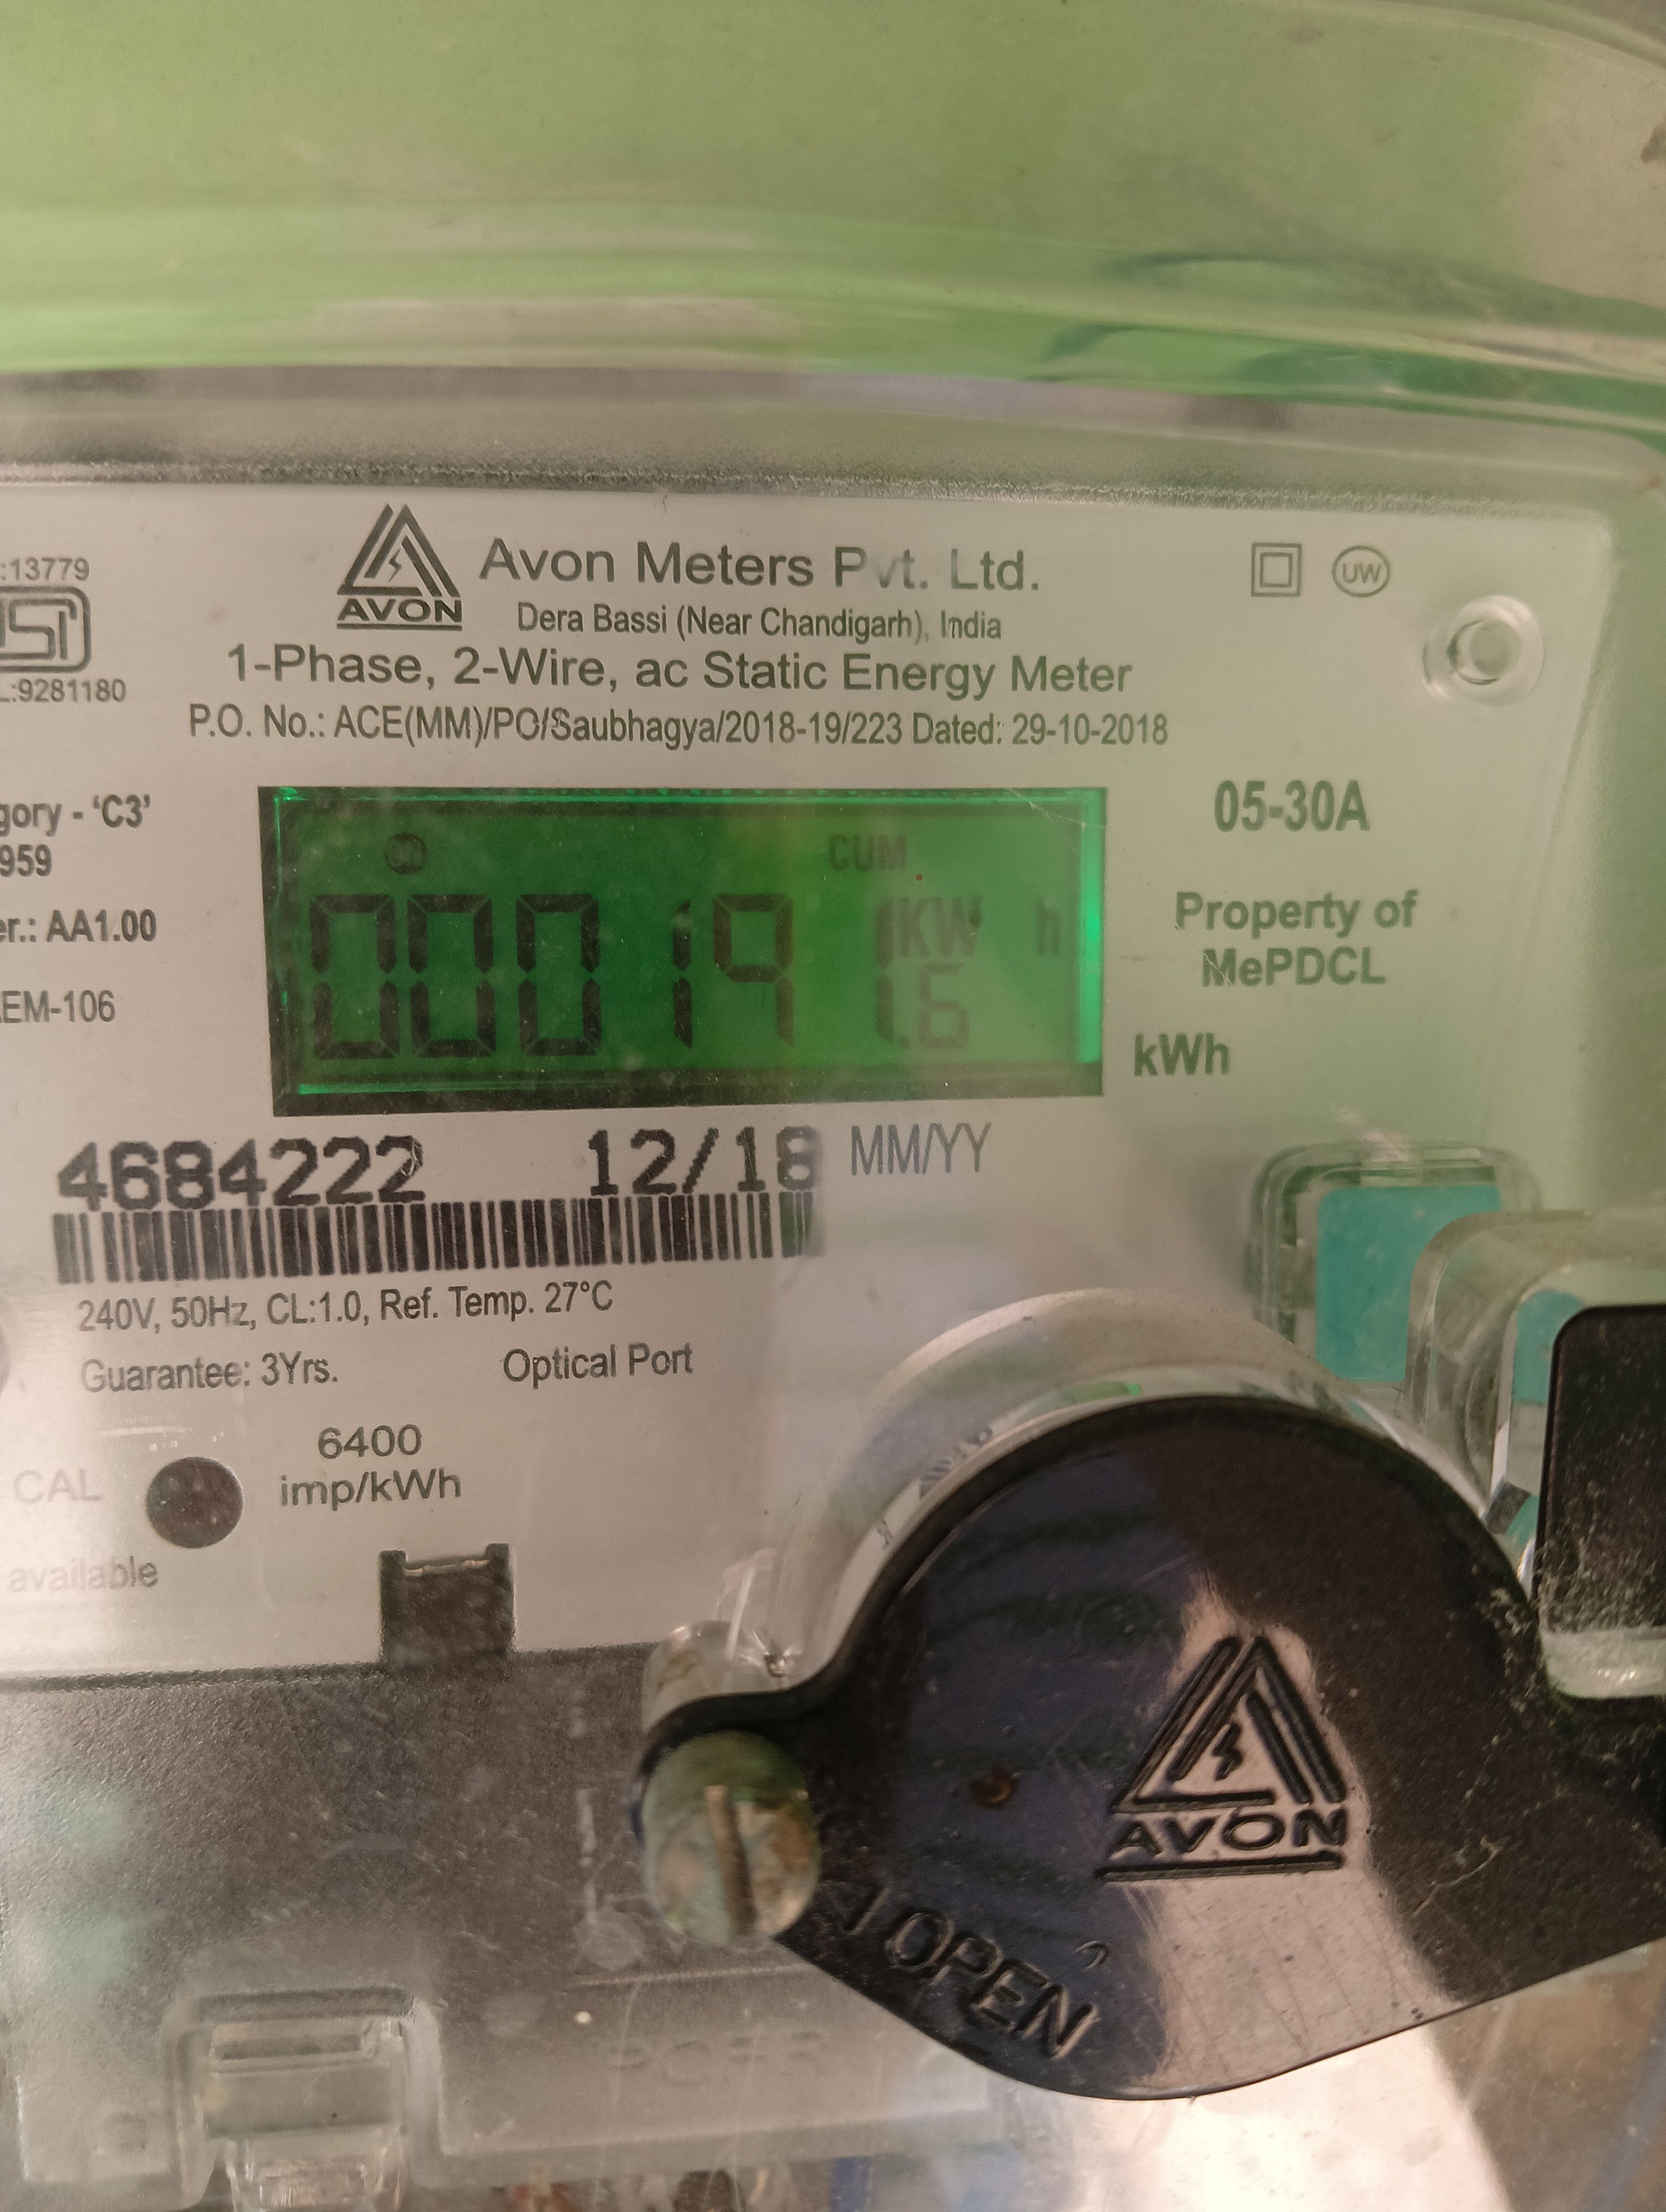 :13779
L:9281180
AVON
Avon Meters Pvt. Ltd.
Dera Bassi (Near Chandigarh), India
1-Phase, 2-Wire, ac Static Energy Meter
P.O. No.: ACE(MM)/PO/Saubhagya/2018-19/223 Dated: 29-10-2018
UW
gory - ‘C3’
959
er.: AA1.00
EM-106
CUM
0001911.6
KW h
05-30A
Property of
MePDCL
kWh
4684222 12/18 MM/YY
240V, 50Hz, CL:1.0, Ref. Temp. 27°C
Guarantee: 3Yrs. Optical Port
6400
imp/kWh
CAL
available
AVON
OPEN